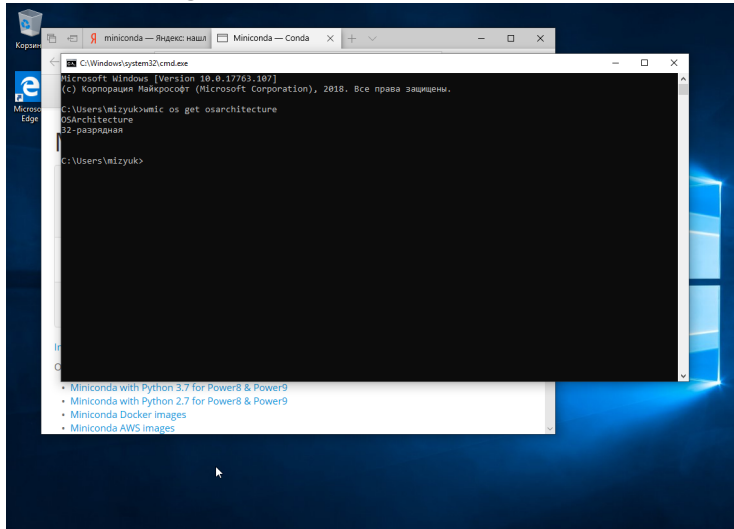 Корзин
miniconda — Яндекс: нашл
Miniconda — Conda
C:\Windows\system32\cmd.exe
Microsoft Windows [Version 10.0.17763.107]
(c) Корпорация Майкрософт (Microsoft Corporation), 2018. Все права защищены.
C:\Users\mizyuk>wmic os get osarchitecture
OSArchitecture
32-разрядная
C:\Users\mizyuk>
Microso
Edge
In
O
Miniconda with Python 3.7 for Power8 & Power9
Miniconda with Python 2.7 for Power8 & Power9
Miniconda Docker images
Miniconda AWS images